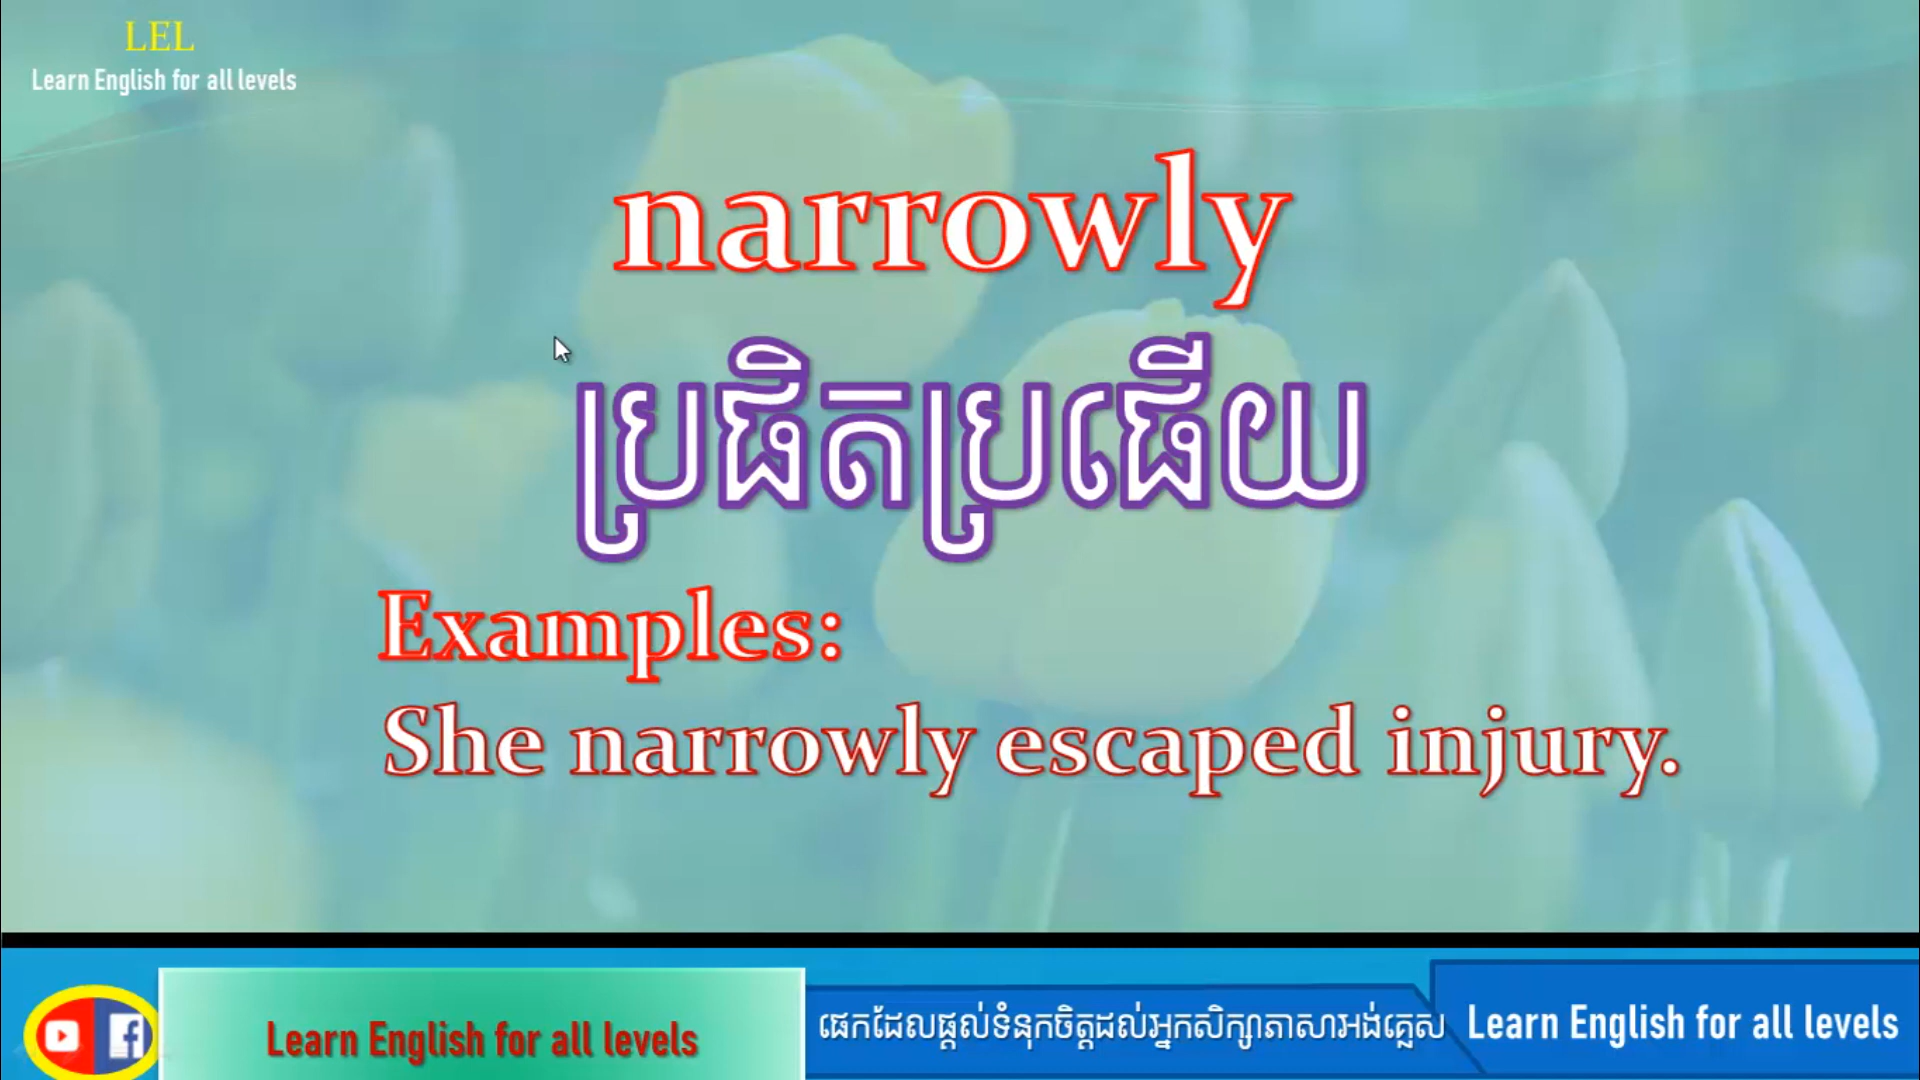 LEL
Learn English for all levels
narrowly
ប្រផិតប្រផើយ
Examples:
She narrowly escaped injury.
Learn English for all levels
ផេកដែលផ្តល់ទំនុកចិត្តដល់អ្នកសិក្សាភាសាអង់គ្លេស
Learn English for all levels